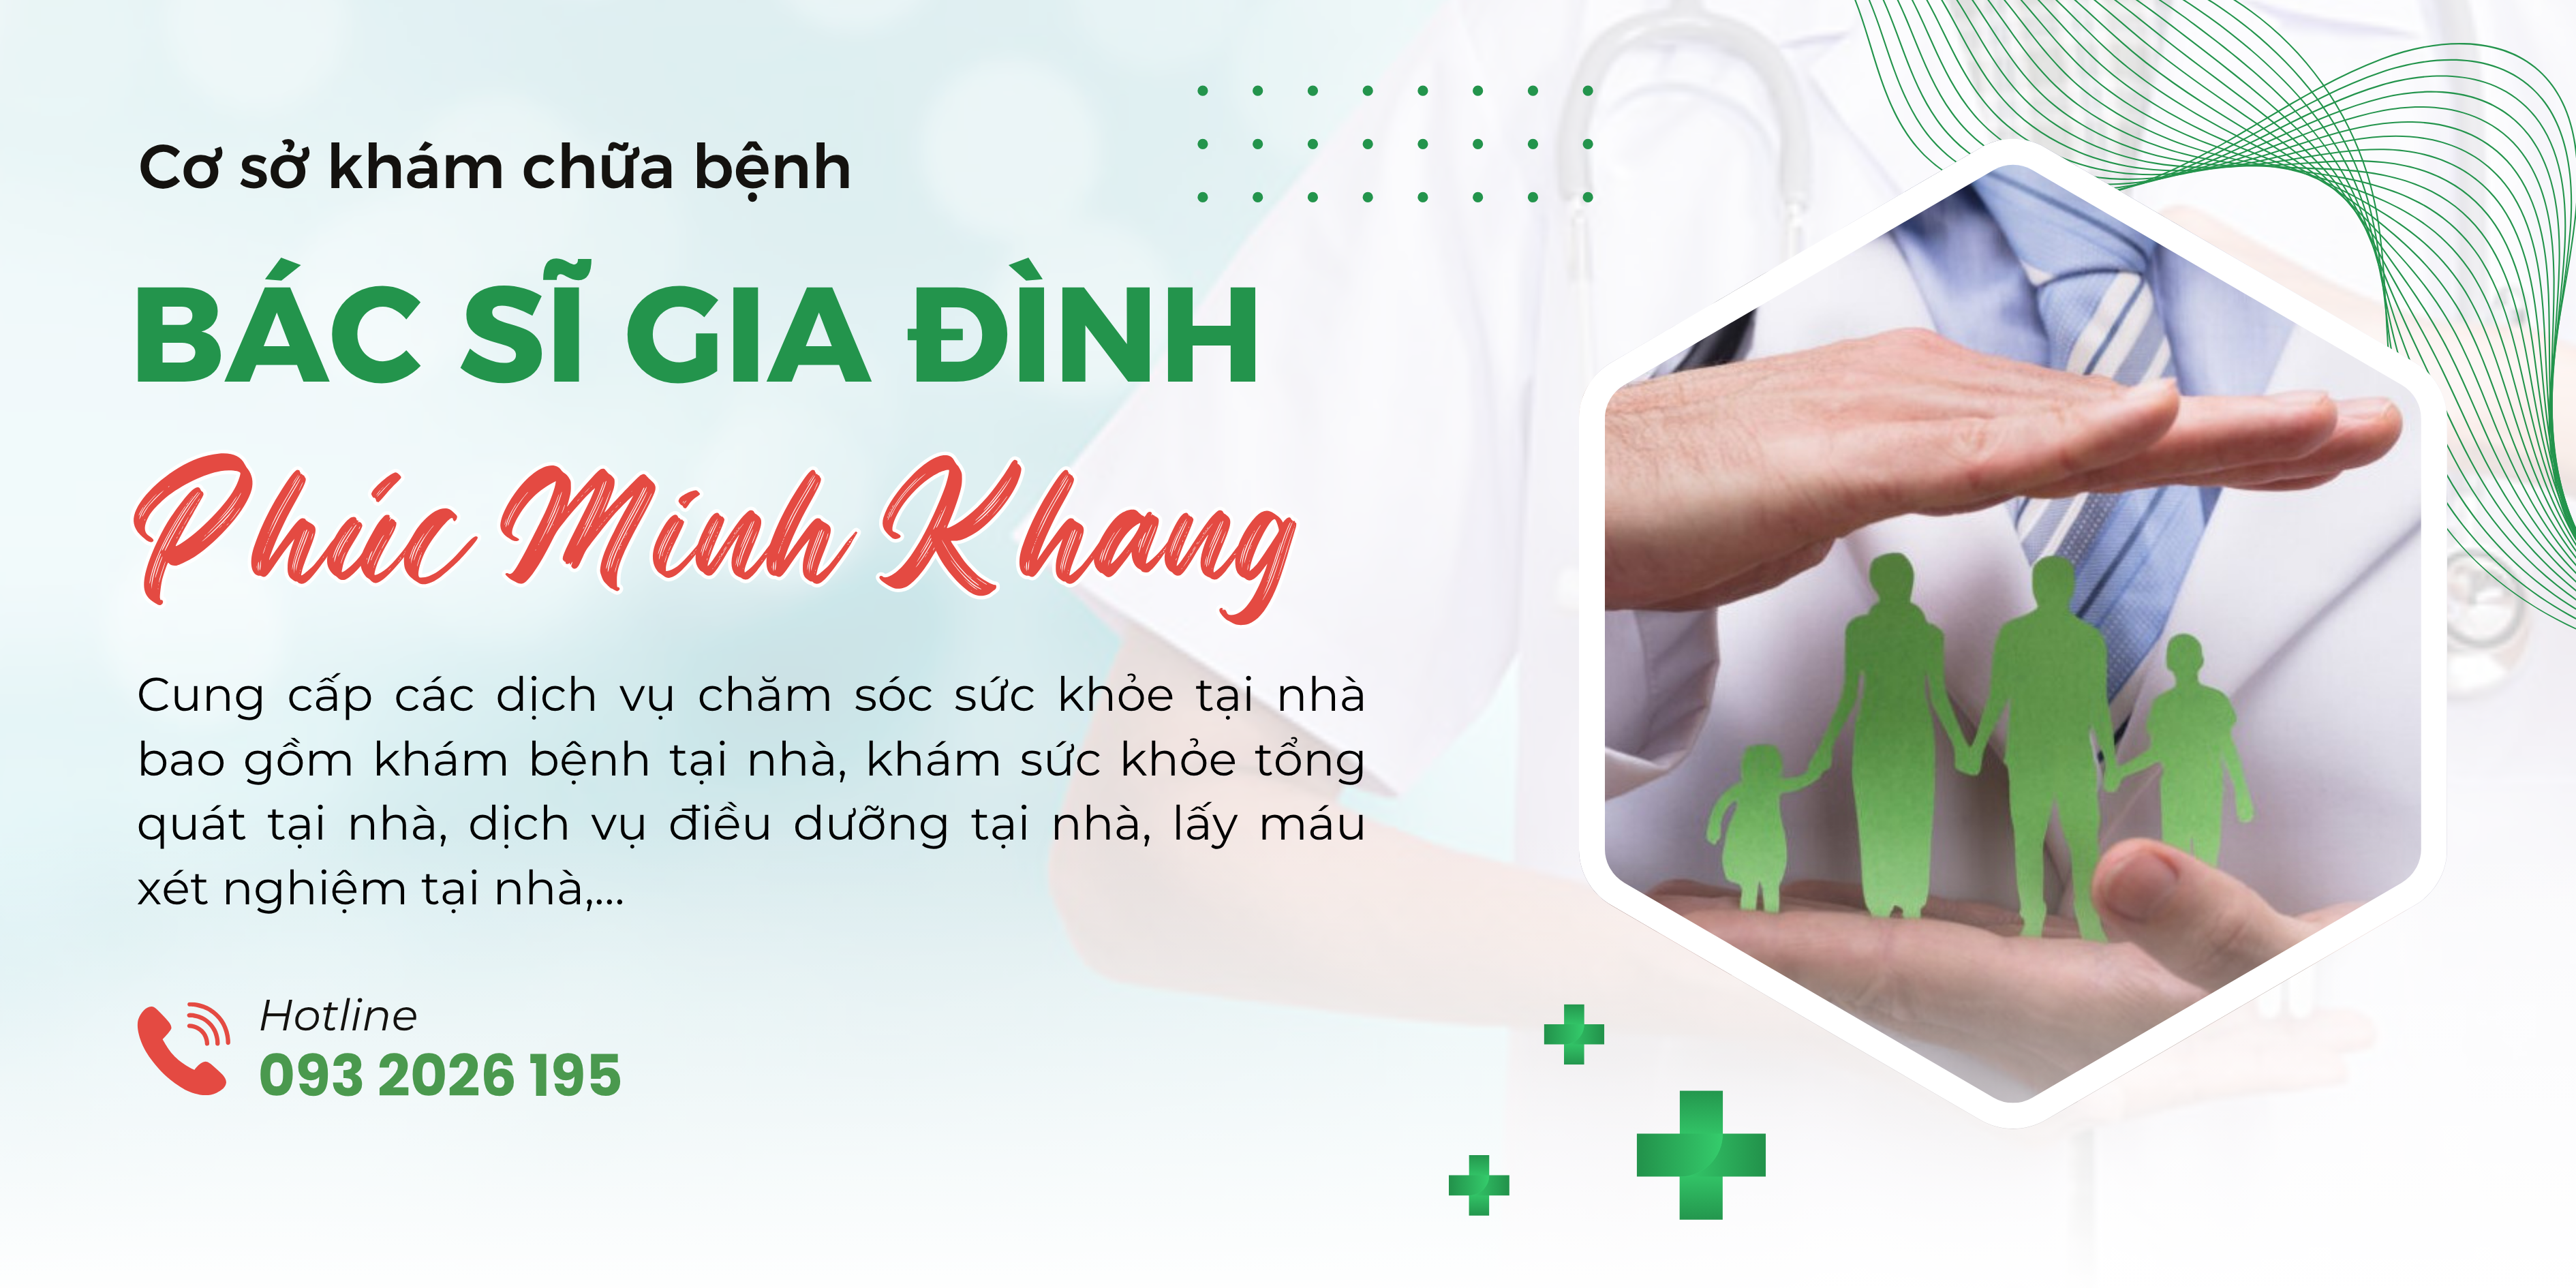 Cơ sở khám chữa bệnh
BÁC SĨ GIA ĐÌNH
Phúc Minh Khang
Cung cấp các dịch vụ chăm sóc sức khỏe tại nhà
bao gồm khám bệnh tại nhà, khám sức khỏe tổng
quát tại nhà, dịch vụ điều dưỡng tại nhà, lấy máu
xét nghiệm tại nhà,...
Hotline
093 2026 195